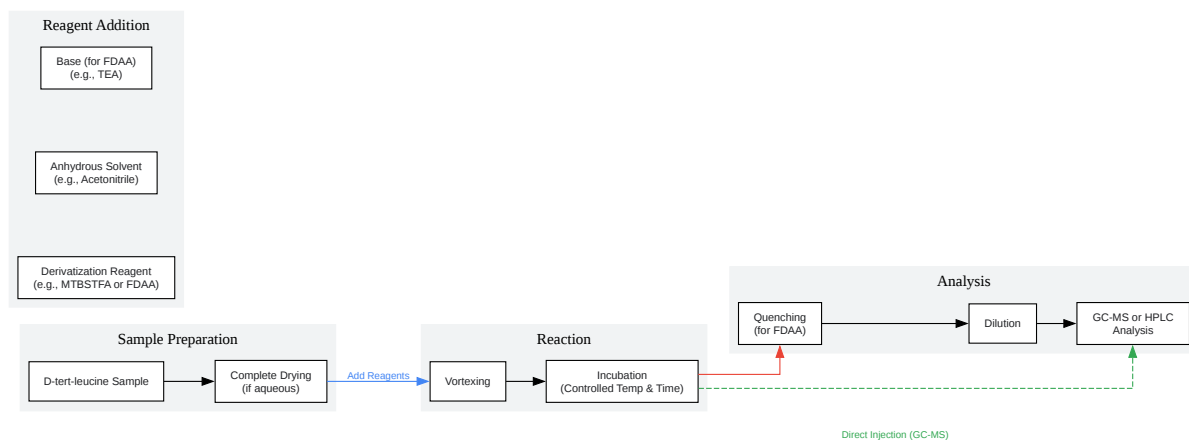 Reagent Addition
Base (for FDAA)
(e.g., TEA)
Anhydrous Solvent
(e.g., Acetonitrile)
Derivatization Reagent
(e.g., MTBSTFA or FDAA)
Sample Preparation
D-tert-leucine Sample
Complete Drying
(if aqueous)
Add Reagents
Reaction
Vortexing
Incubation
(Controlled Temp & Time)
Analysis
Quenching
(for FDAA)
Dilution
GC-MS or HPLC
Analysis
Direct Injection (GC-MS)